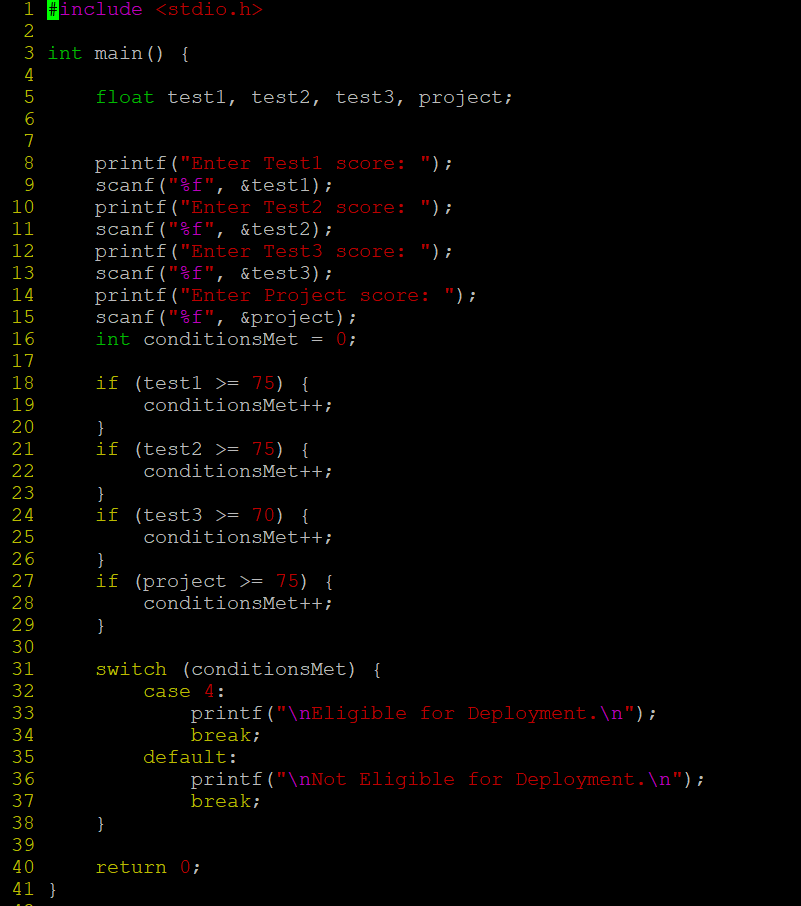 1 #include <stdio.h>
2
3 int main() {
4
5     float test1, test2, test3, project;
6
7
8     printf("Enter Test1 score: ");
9     scanf("%f", &test1);
10     printf("Enter Test2 score: ");
11     scanf("%f", &test2);
12     printf("Enter Test3 score: ");
13     scanf("%f", &test3);
14     printf("Enter Project score: ");
15     scanf("%f", &project);
16     int conditionsMet = 0;
17
18     if (test1 >= 75) {
19         conditionsMet++;
20     }
21     if (test2 >= 75) {
22         conditionsMet++;
23     }
24     if (test3 >= 70) {
25         conditionsMet++;
26     }
27     if (project >= 75) {
28         conditionsMet++;
29     }
30
31     switch (conditionsMet) {
32         case 4:
33             printf("\nEligible for Deployment.\n");
34             break;
35         default:
36             printf("\nNot Eligible for Deployment.\n");
37             break;
38     }
39
40     return 0;
41 }